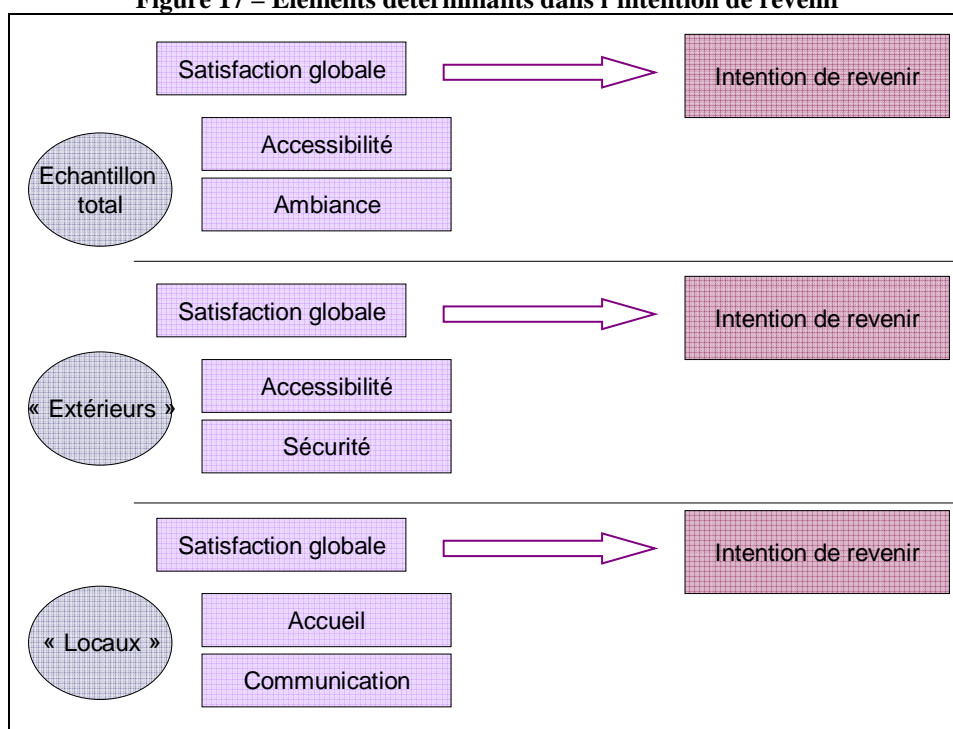 Figure 17 – Eléments déterminants dans l'intention de revenir
Satisfaction globale
Intention de revenir
Echantillon
total
Accessibilité
Ambiance
Satisfaction globale
Intention de revenir
« Extérieurs »
Accessibilité
Sécurité
Satisfaction globale
Intention de revenir
« Locaux »
Accueil
Communication